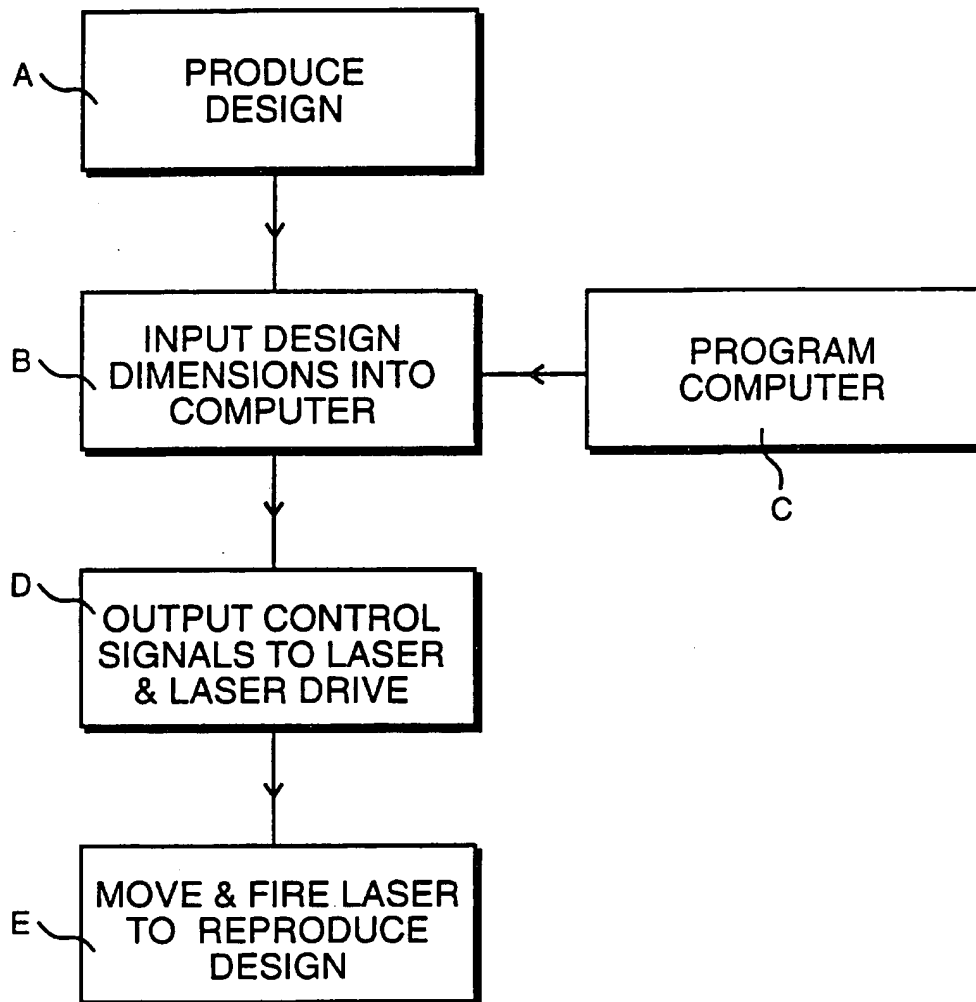 A
PRODUCE
DESIGN
B
INPUT DESIGN
DIMENSIONS INTO
COMPUTER
PROGRAM
COMPUTER
C
D
OUTPUT CONTROL
SIGNALS TO LASER
& LASER DRIVE
E
MOVE & FIRE LASER
TO REPRODUCE
DESIGN